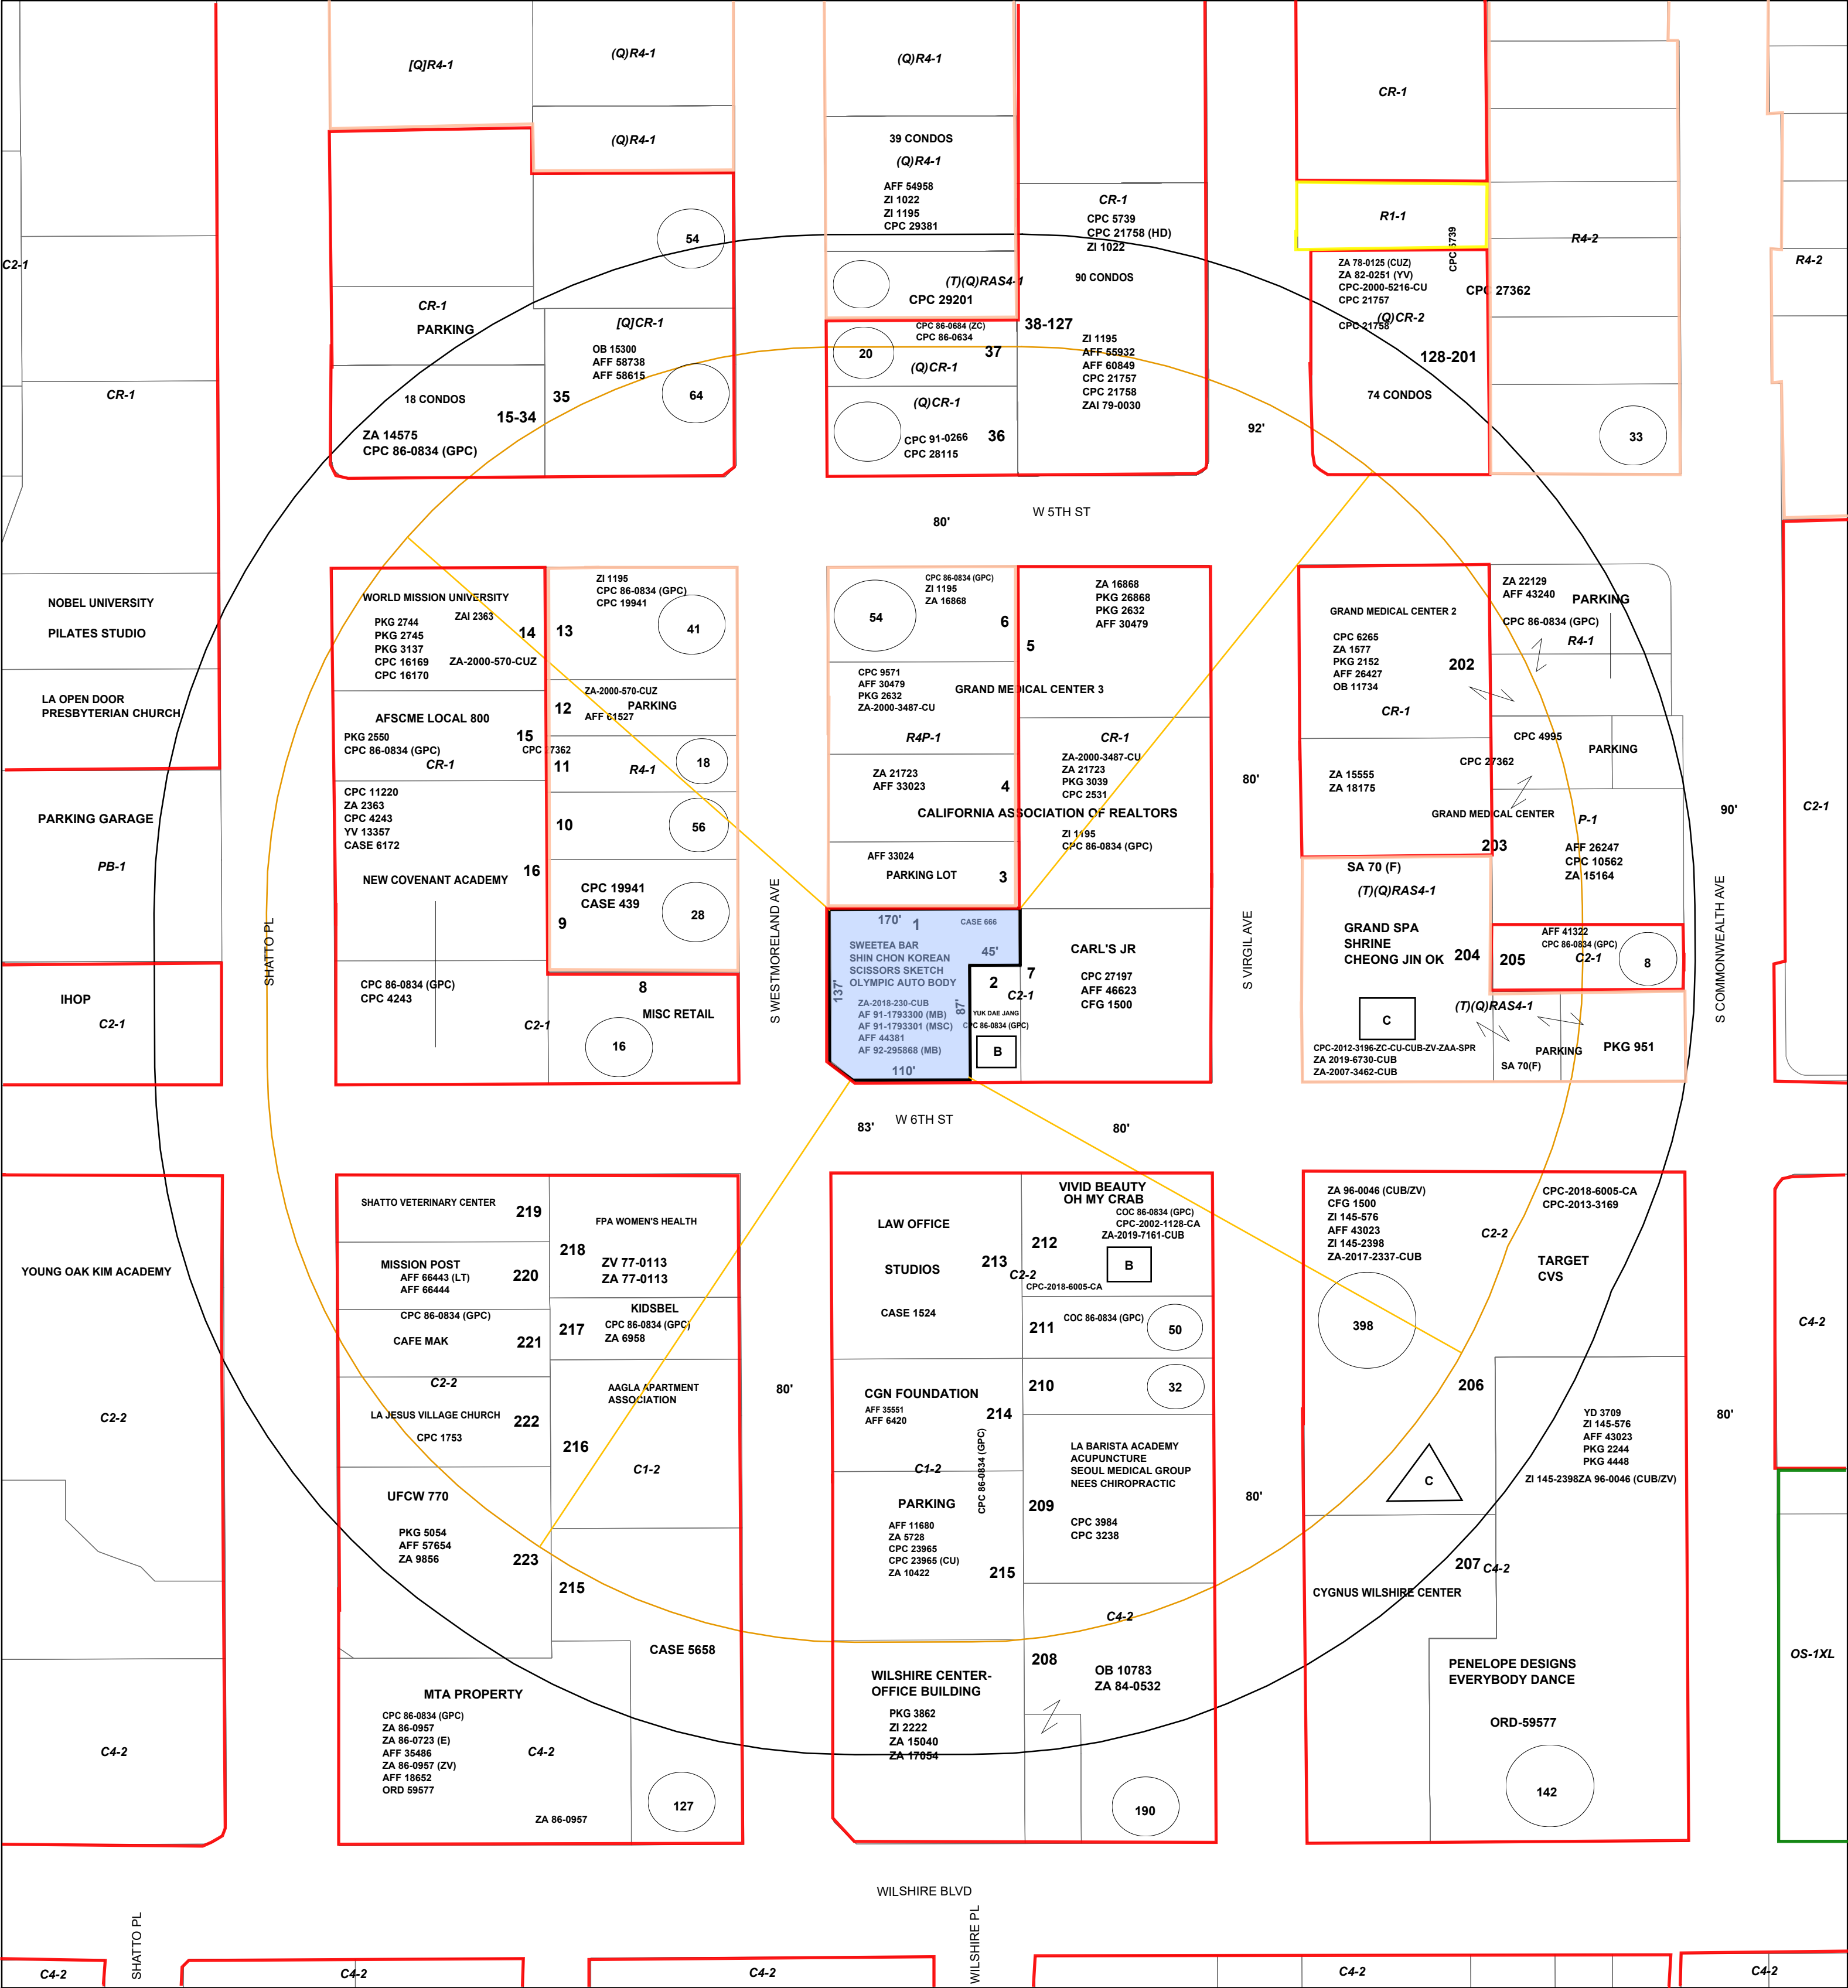 [Q]R4-1
(Q)R4-1
(Q)R4-1
(Q)R4-1
CR-1
39 CONDOS
(Q)R4-1
AFF 54958
ZI 1022
ZI 1195
CPC 29381
CR-1
CPC 5739
CPC 21758 (HD)
ZI 1022
90 CONDOS
R1-1
CPC 5739
R4-2
R4-2
C2-1
54
(T)(Q)RAS4-1
CPC 29201
ZA 78-0125 (CUZ)
ZA 82-0251 (YV)
CPC-2000-5216-CU
CPC 21757
(Q)CR-2
CPC 21758
CPC 27362
128-201
74 CONDOS
33
CR-1
CR-1
PARKING
[Q]CR-1
OB 15300
AFF 58738
AFF 58615
35
64
18 CONDOS
15-34
ZA 14575
CPC 86-0834 (GPC)
CPC 86-0684 (ZC)
CPC 86-0634
20
37
(Q)CR-1
38-127
ZI 1195
AFF 55932
AFF 60849
CPC 21757
CPC 21758
ZAI 79-0030
(Q)CR-1
CPC 91-0266
CPC 28115
36
92'
80'
W 5TH ST
NOBEL UNIVERSITY
PILATES STUDIO
LA OPEN DOOR
PRESBYTERIAN CHURCH
PARKING GARAGE
PB-1
IHOP
C2-1
SHATTO PL
WORLD MISSION UNIVERSITY
ZAI 2363
PKG 2744
PKG 2745
PKG 3137
CPC 16169
CPC 16170
14
ZA-2000-570-CUZ
ZI 1195
CPC 86-0834 (GPC)
CPC 19941
13
41
ZA-2000-570-CUZ
12
PARKING
AFF 61527
AFSCME LOCAL 800
PKG 2550
CPC 86-0834 (GPC)
15
CPC 27362
CR-1
11
R4-1
18
CPC 11220
ZA 2363
CPC 4243
YV 13357
CASE 6172
10
56
NEW COVENANT ACADEMY
16
CPC 19941
CASE 439
9
28
CPC 86-0834 (GPC)
CPC 4243
C2-1
8
MISC RETAIL
16
S WESTMORELAND AVE
CPC 86-0834 (GPC)
ZI 1195
ZA 16868
54
6
ZA 16868
PKG 26868
PKG 2632
AFF 30479
5
CPC 9571
AFF 30479
PKG 2632
ZA-2000-3487-CU
GRAND MEDICAL CENTER 3
R4P-1
CR-1
ZA-2000-3487-CU
ZA 21723
PKG 3039
CPC 2531
ZA 21723
AFF 33023
4
CALIFORNIA ASSOCIATION OF REALTORS
ZI 1195
CPC 86-0834 (GPC)
AFF 33024
PARKING LOT
3
170'
1
CASE 666
SWEETEA BAR
SHIN CHON KOREAN
SCISSORS SKETCH
OLYMPIC AUTO BODY
45'
137'
87'
ZA-2018-230-CUB
AF 91-1793300 (MB)
AF 91-1793301 (MSC)
AFF 44381
AF 92-295868 (MB)
110'
2
7
C2-1
YUK DAE JANG
CPC 86-0834 (GPC)
B
CARL'S JR
CPC 27197
AFF 46623
CFG 1500
80'
S VIRGIL AVE
GRAND MEDICAL CENTER 2
CPC 6265
ZA 1577
PKG 2152
AFF 26427
OB 11734
202
CR-1
ZA 22129
AFF 43240
PARKING
CPC 86-0834 (GPC)
R4-1
CPC 4995
PARKING
CPC 27362
ZA 15555
ZA 18175
GRAND MEDICAL CENTER
P-1
203
AFF 26247
CPC 10562
ZA 15164
SA 70 (F)
(T)(Q)RAS4-1
GRAND SPA
SHRINE
CHEONG JIN OK
204
205
AFF 41322
CPC 86-0834 (GPC)
C2-1
8
C
(T)(Q)RAS4-1
CPC-2012-3196-ZC-CU-CUB-ZV-ZAA-SPR
ZA 2019-6730-CUB
ZA-2007-3462-CUB
PARKING
SA 70(F)
PKG 951
S COMMONWEALTH AVE
90'
C2-1
83'
W 6TH ST
80'
YOUNG OAK KIM ACADEMY
C2-2
C4-2
SHATTO VETERINARY CENTER
219
FPA WOMEN'S HEALTH
218
ZV 77-0113
ZA 77-0113
MISSION POST
AFF 66443 (LT)
AFF 66444
220
CPC 86-0834 (GPC)
CAFE MAK
221
KIDSBEL
217
CPC 86-0834 (GPC)
ZA 6958
C2-2
LA JESUS VILLAGE CHURCH
222
CPC 1753
AAGLA APARTMENT
ASSOCIATION
216
C1-2
UFCW 770
PKG 5054
AFF 57654
ZA 9856
223
215
CASE 5658
MTA PROPERTY
CPC 86-0834 (GPC)
ZA 86-0957
ZA 86-0723 (E)
AFF 35486
ZA 86-0957 (ZV)
AFF 18652
ORD 59577
C4-2
ZA 86-0957
127
80'
LAW OFFICE
STUDIOS
213
CASE 1524
VIVID BEAUTY
OH MY CRAB
COC 86-0834 (GPC)
CPC-2002-1128-CA
ZA-2019-7161-CUB
212
C2-2
CPC-2018-6005-CA
B
211
COC 86-0834 (GPC)
50
CGN FOUNDATION
AFF 35551
AFF 6420
214
210
32
C1-2
CPC 86-0834 (GPC)
LA BARISTA ACADEMY
ACUPUNCTURE
SEOUL MEDICAL GROUP
NEES CHIROPRACTIC
209
CPC 3984
CPC 3238
PARKING
AFF 11680
ZA 5728
CPC 23965
CPC 23965 (CU)
ZA 10422
215
C4-2
208
OB 10783
ZA 84-0532
WILSHIRE CENTER-
OFFICE BUILDING
PKG 3862
ZI 2222
ZA 15040
ZA 17054
190
80'
ZA 96-0046 (CUB/ZV)
CFG 1500
ZI 145-576
AFF 43023
ZI 145-2398
ZA-2017-2337-CUB
CPC-2018-6005-CA
CPC-2013-3169
C2-2
TARGET
CVS
398
206
YD 3709
ZI 145-576
AFF 43023
PKG 2244
PKG 4448
ZI 145-2398ZA 96-0046 (CUB/ZV)
C
207
C4-2
CYGNUS WILSHIRE CENTER
PENELOPE DESIGNS
EVERYBODY DANCE
ORD-59577
142
80'
C4-2
OS-1XL
WILSHIRE BLVD
SHATTO PL
WILSHIRE PL
C4-2
C4-2
C4-2
C4-2
C4-2